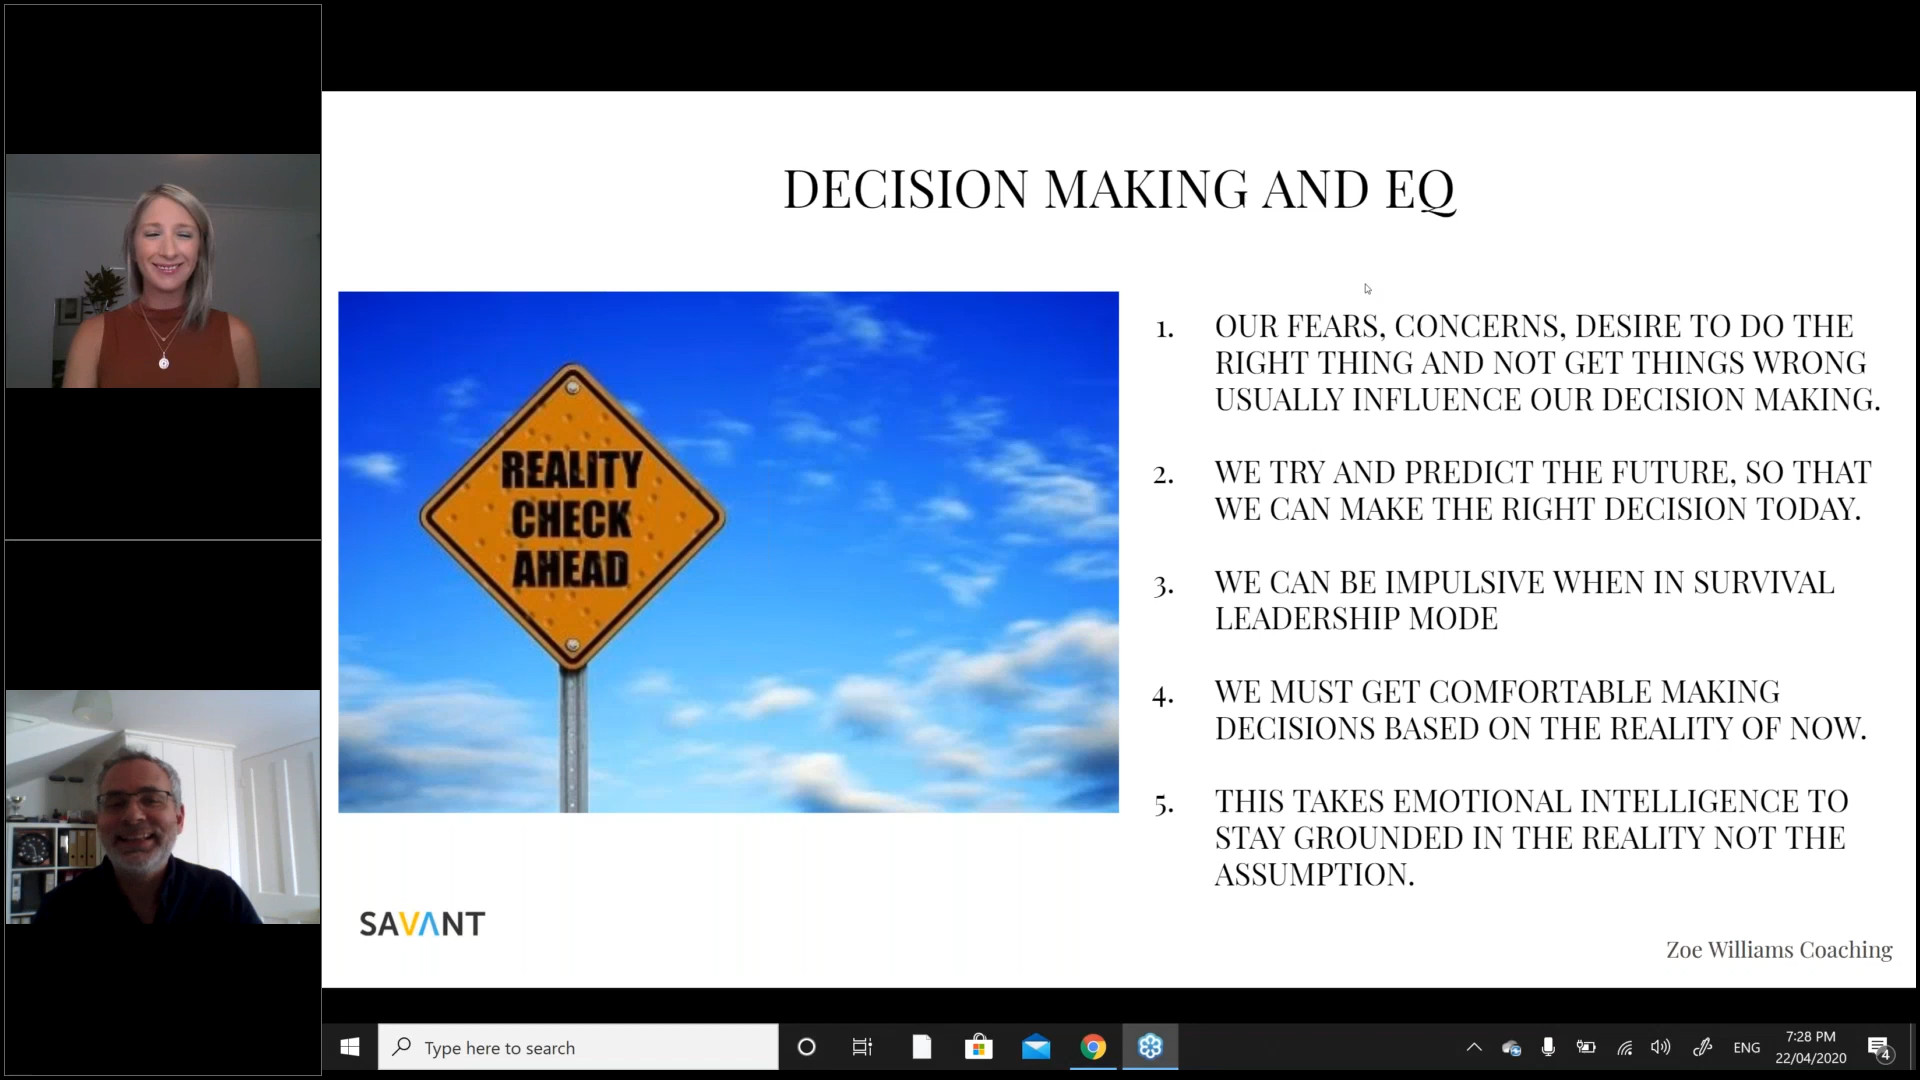 DECISION MAKING AND EQ
REALITY
CHECK
AHEAD
1. OUR FEARS, CONCERNS, DESIRE TO DO THE
RIGHT THING AND NOT GET THINGS WRONG
USUALLY INFLUENCE OUR DECISION MAKING.
2. WE TRY AND PREDICT THE FUTURE, SO THAT
WE CAN MAKE THE RIGHT DECISION TODAY.
3. WE CAN BE IMPULSIVE WHEN IN SURVIVAL
LEADERSHIP MODE
4. WE MUST GET COMFORTABLE MAKING
DECISIONS BASED ON THE REALITY OF NOW.
5. THIS TAKES EMOTIONAL INTELLIGENCE TO
STAY GROUNDED IN THE REALITY NOT THE
ASSUMPTION.
SAVANT
Zoe Williams Coaching
Type here to search
ENG
7:28 PM
22/04/2020
4